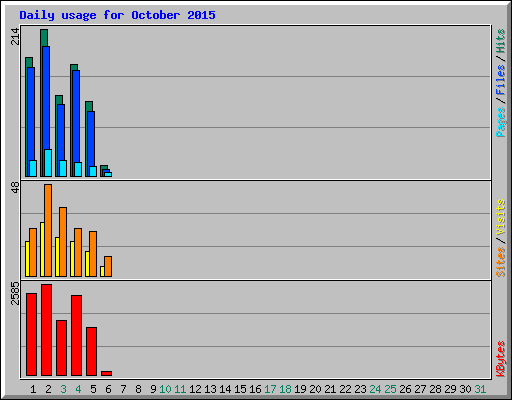 Daily usage for October 2015
214
Pages / Files / Hits
48
Sites / Visits
2585
KBytes
1 2 3 4 5 6 7 8 9 10 11 12 13 14 15 16 17 18 19 20 21 22 23 24 25 26 27 28 29 30 31